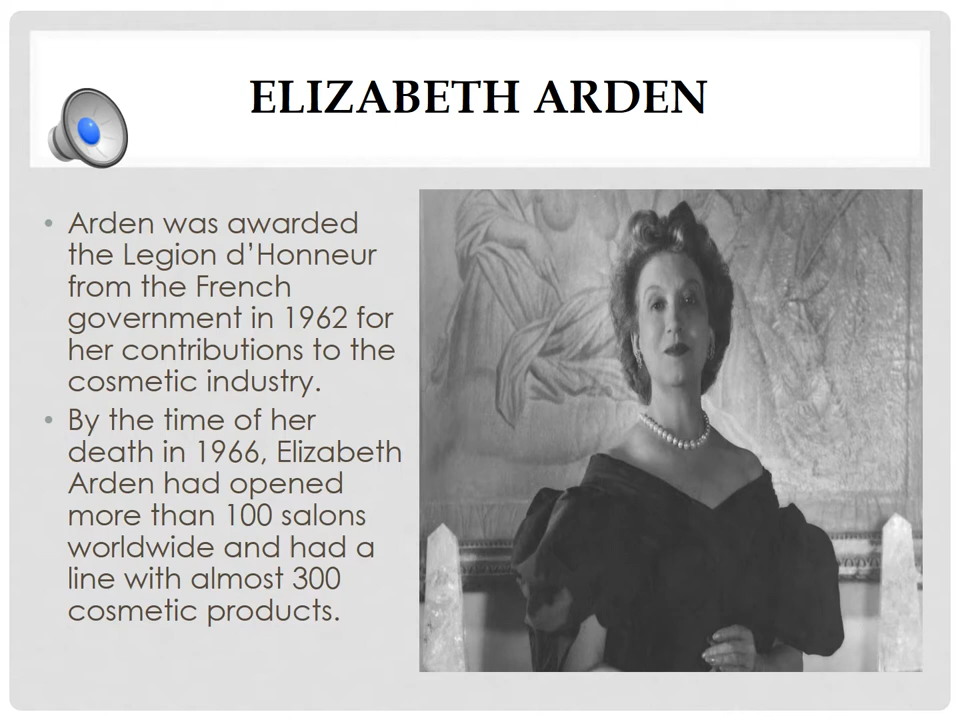 ELIZABETH ARDEN
• Arden was awarded
the Legion d’Honneur
from the French
government in 1962 for
her contributions to the
cosmetic industry.
• By the time of her
death in 1966, Elizabeth
Arden had opened
more than 100 salons
worldwide and had a
line with almost 300
cosmetic products.